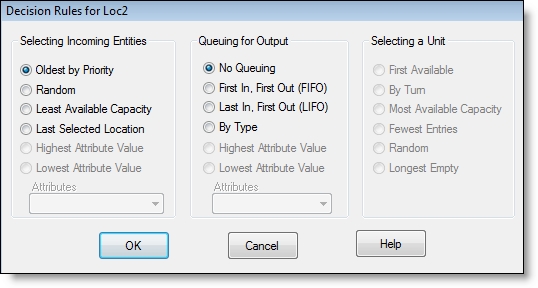 Decision Rules for Loc2
Selecting Incoming Entities
Oldest by Priority
Random
Least Available Capacity
Last Selected Location
Highest Attribute Value
Lowest Attribute Value
Attributes
Queuing for Output
No Queuing
First In, First Out (FIFO)
Last In, First Out (LIFO)
By Type
Highest Attribute Value
Lowest Attribute Value
Attributes
Selecting a Unit
First Available
By Turn
Most Available Capacity
Fewest Entries
Random
Longest Empty
OK
Cancel
Help